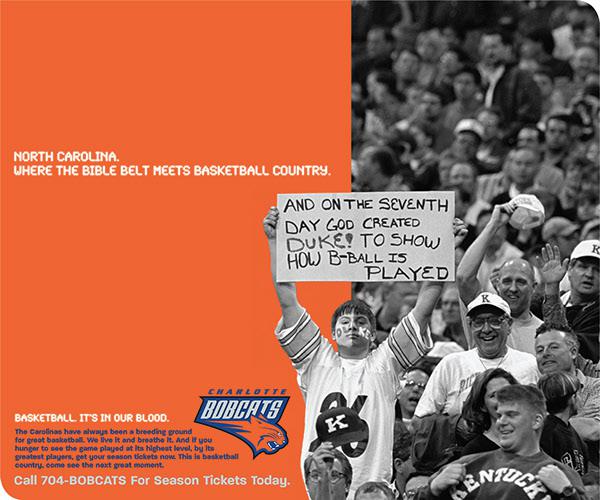 NORTH CAROLINA.
WHERE THE BIBLE BELT MEETS BASKETBALL COUNTRY.
AND ON THE SEVENTH
DAY GOD CREATED
DUKE! TO SHOW
HOW B-BALL IS
PLAYED
K
K
K
KENTUC
BASKETBALL. IT'S IN OUR BLOOD.
The Carolinas have always been a breeding ground
for great basketball. We live it and breathe it. And if you
hunger to see the game played at its highest level, by its
greatest players, get your season tickets now. This is basketball
country, come see the next great moment.
CHARLOTTE
BOBCATS
Call 704-BOBCATS For Season Tickets Today.